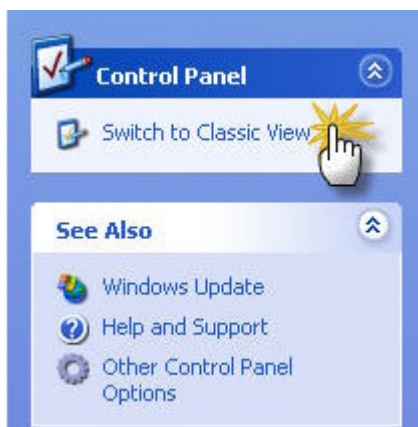 Control Panel
Switch to Classic View
See Also
Windows Update
Help and Support
Other Control Panel
Options